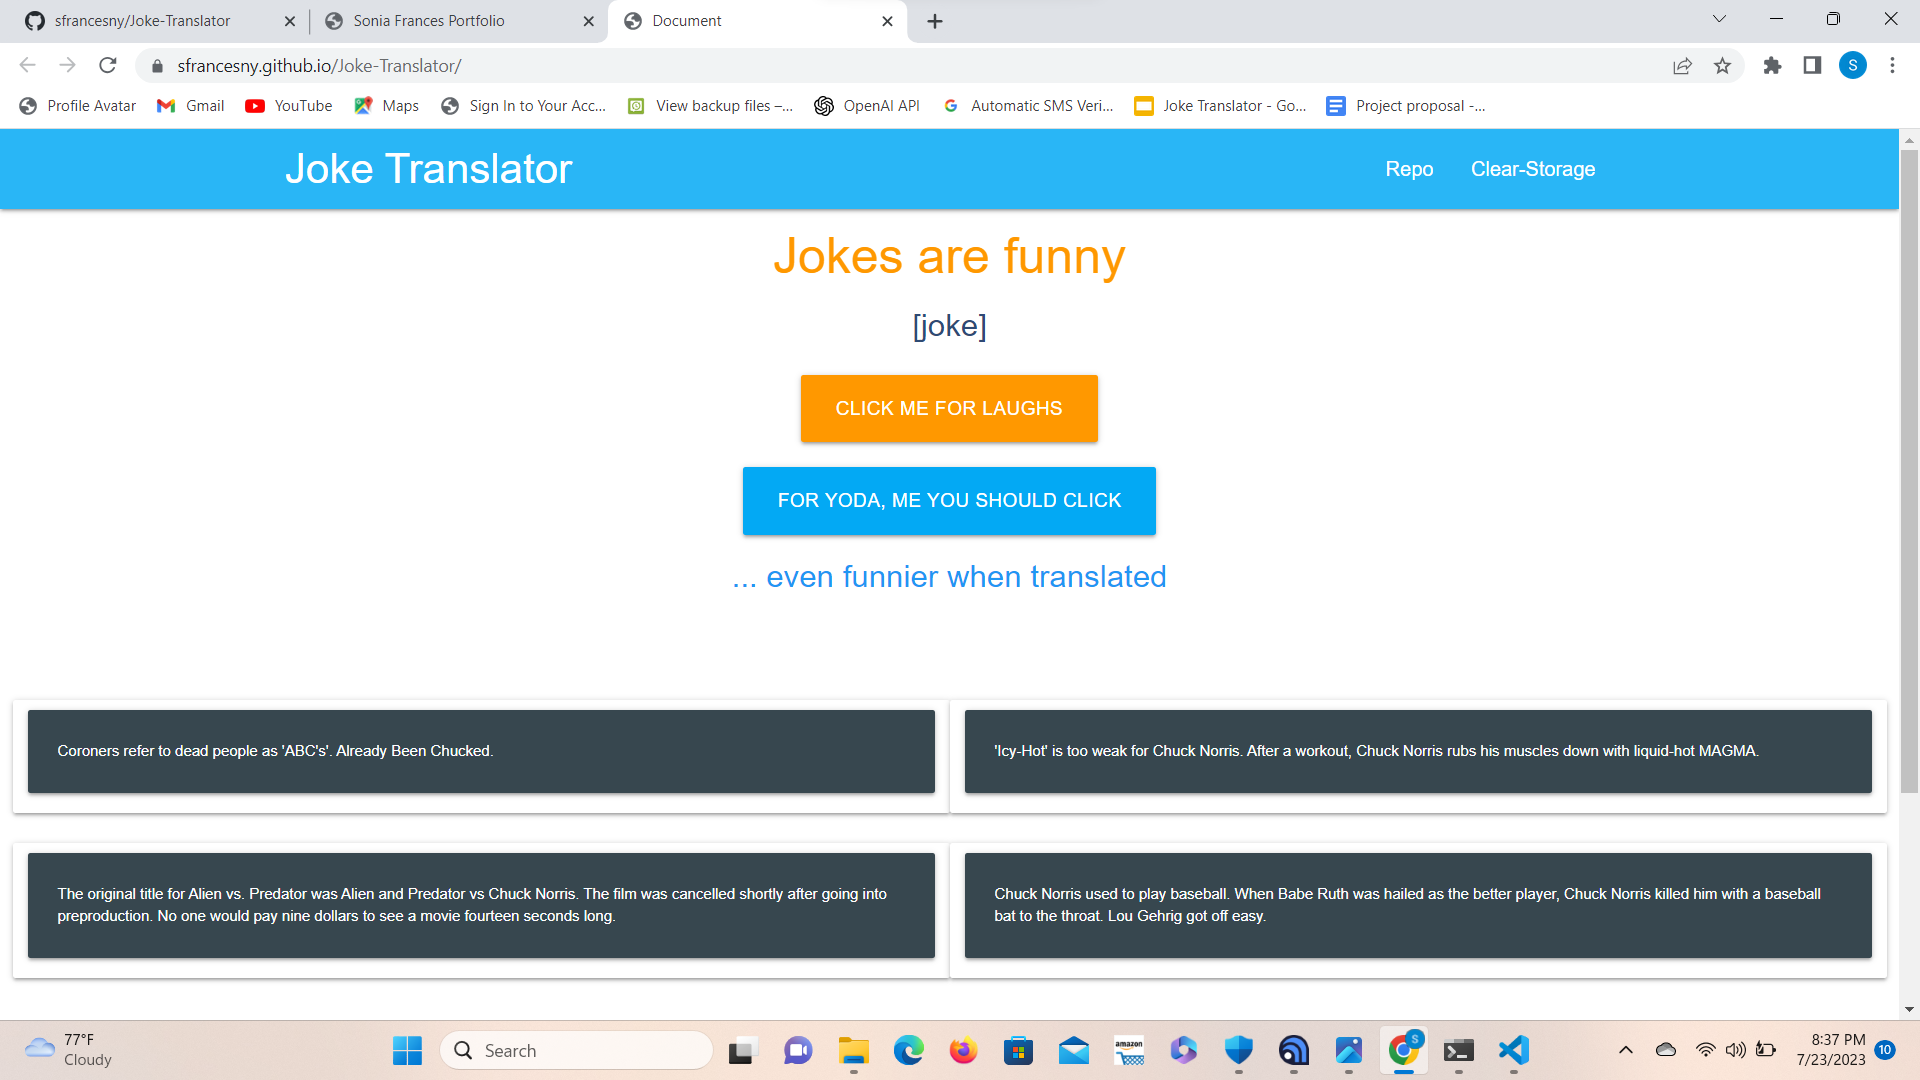 sfrancesny/Joke-Translator
Sonia Frances Portfolio
Document
sfrancesny.github.io/Joke-Translator/
S
Profile Avatar
Gmail
YouTube
Maps
Sign In to Your Acc...
View backup files –...
OpenAI API
Automatic SMS Veri...
Joke Translator - Go...
Project proposal -...
Joke Translator
Repo
Clear-Storage
Jokes are funny
[joke]
CLICK ME FOR LAUGHS
FOR YODA, ME YOU SHOULD CLICK
... even funnier when translated
Coroners refer to dead people as 'ABC's'. Already Been Chucked.
'Icy-Hot' is too weak for Chuck Norris. After a workout, Chuck Norris rubs his muscles down with liquid-hot MAGMA.
The original title for Alien vs. Predator was Alien and Predator vs Chuck Norris. The film was cancelled shortly after going into
preproduction. No one would pay nine dollars to see a movie fourteen seconds long.
Chuck Norris used to play baseball. When Babe Ruth was hailed as the better player, Chuck Norris killed him with a baseball
bat to the throat. Lou Gehrig got off easy.
77°F
Cloudy
Search
amazon
S
8:37 PM
7/23/2023
10